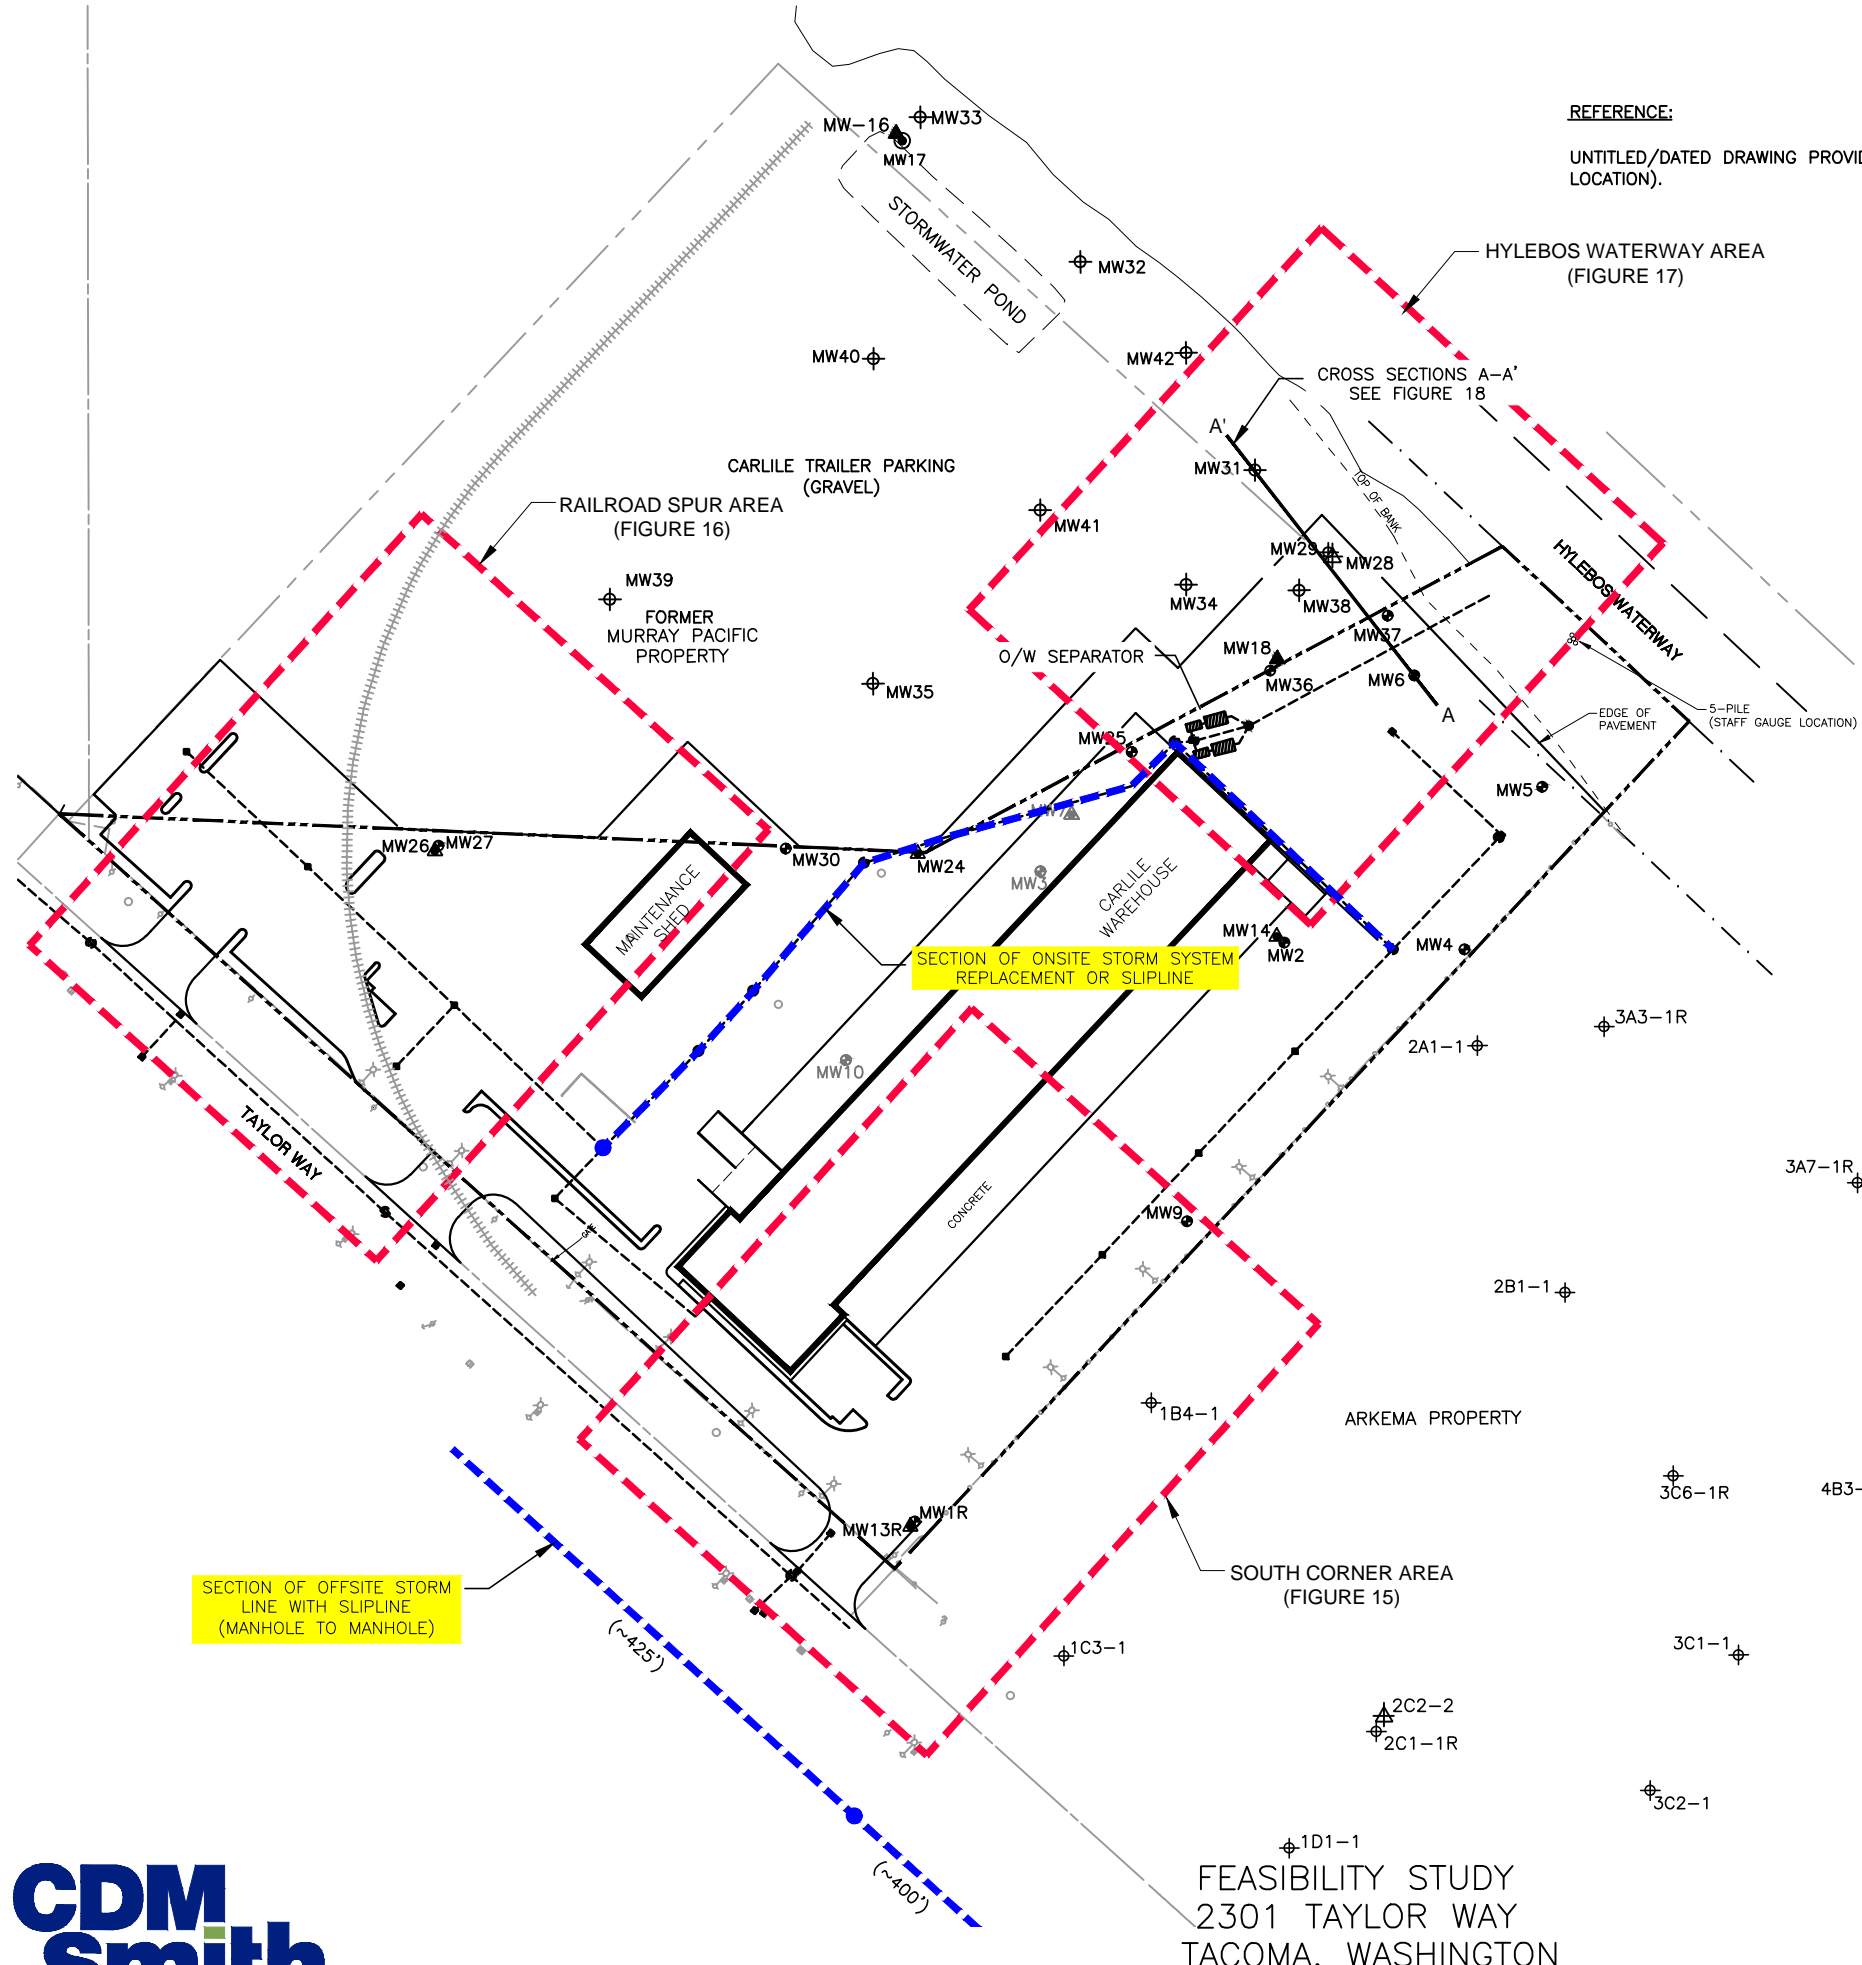 MW33
MW-16
MW17
REFERENCE:
UNTITLED/DATED DRAWING PROVID
LOCATION).
STORMWATER POND
MW32
HYLEBOS WATERWAY AREA
(FIGURE 17)
MW40
MW42
CROSS SECTIONS A-A'
SEE FIGURE 18
A'
MW31
TOP OF BANK
CARLILE TRAILER PARKING
(GRAVEL)
RAILROAD SPUR AREA
(FIGURE 16)
MW41
MW29
MW28
HYLEBOS WATERWAY
MW39
MW34
MW38
FORMER
MURRAY PACIFIC
PROPERTY
MW37
O/W SEPARATOR
MW18
MW36
MW6
MW35
A
EDGE OF
PAVEMENT
5-PILE
(STAFF GAUGE LOCATION)
MW25
MW5
MW7
MW26
MW27
MW30
MW24
MW3
CARLILE
WAREHOUSE
MAINTENANCE
SHED
MW14
MW2
MW4
SECTION OF ONSITE STORM SYSTEM
REPLACEMENT OR SLIPLINE
3A3-1R
2A1-1
MW10
TAYLOR WAY
3A7-1R
CONCRETE
MW9
GATE
2B1-1
1B4-1
ARKEMA PROPERTY
3C6-1R
4B3-
MW1R
MW13R
SOUTH CORNER AREA
(FIGURE 15)
SECTION OF OFFSITE STORM
LINE WITH SLIPLINE
(MANHOLE TO MANHOLE)
(~425')
1C3-1
3C1-1
2C2-2
2C1-1R
3C2-1
1D1-1
(~400')
FEASIBILITY STUDY
2301 TAYLOR WAY
TACOMA, WASHINGTON
CDM
Smith